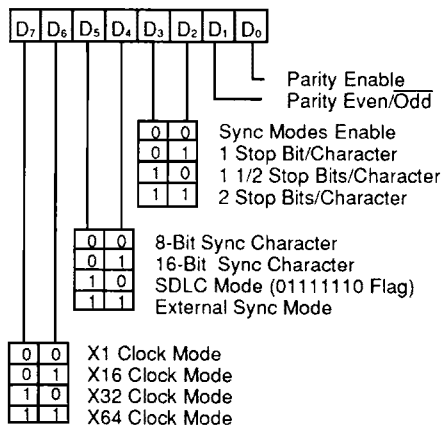 D7 D6 D5 D4 D3 D2 D1 D0
Parity Enable
Parity Even/Odd
0 0 Sync Modes Enable
0 1 1 Stop Bit/Character
1 0 1 1/2 Stop Bits/Character
1 1 2 Stop Bits/Character
0 0 8-Bit Sync Character
0 1 16-Bit Sync Character
1 0 SDLC Mode (01111110 Flag)
1 1 External Sync Mode
0 0 X1 Clock Mode
0 1 X16 Clock Mode
1 0 X32 Clock Mode
1 1 X64 Clock Mode